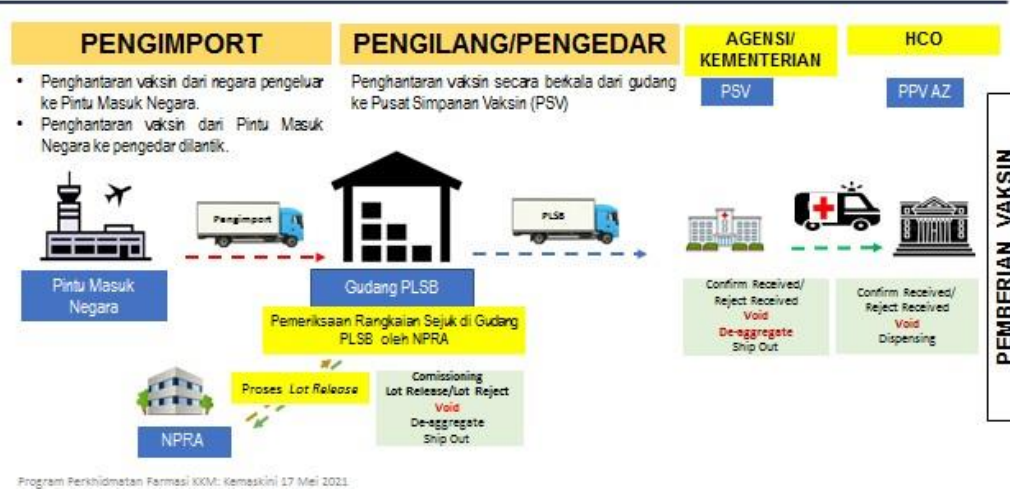 PENGIMPORT
• Penghantaran vaksin dari negara pengeluar
ke Pintu Masuk Negara.
• Penghantaran vaksin dari Pintu Masuk
Negara ke pengedar dilantik.
PENGILANG/PENGEDAR
Penghantaran vaksin secara berkala dari gudang
ke Pusat Simpanan Vaksin (PSV)
AGENSI/
KEMENTERIAN
PSV
HCO
PPV AZ
Pengimport
PLSB
Pintu Masuk
Negara
Gudang PLSB
Pemeriksaan Rangkaian Sejuk di Gudang
PLSB oleh NPRA
Proses Lot Release
NPRA
Comissioning
Lot Release/Lot Reject
Void
De-aggregate
Ship Out
Confirm Received/
Reject Received
Void
De-aggregate
Ship Out
Confirm Received/
Reject Received
Void
Dispensing
PEMBERIAN VAKSIN
Program Perkhidmatan Farmasi KKM: Kemaskini 17 Mei 2021